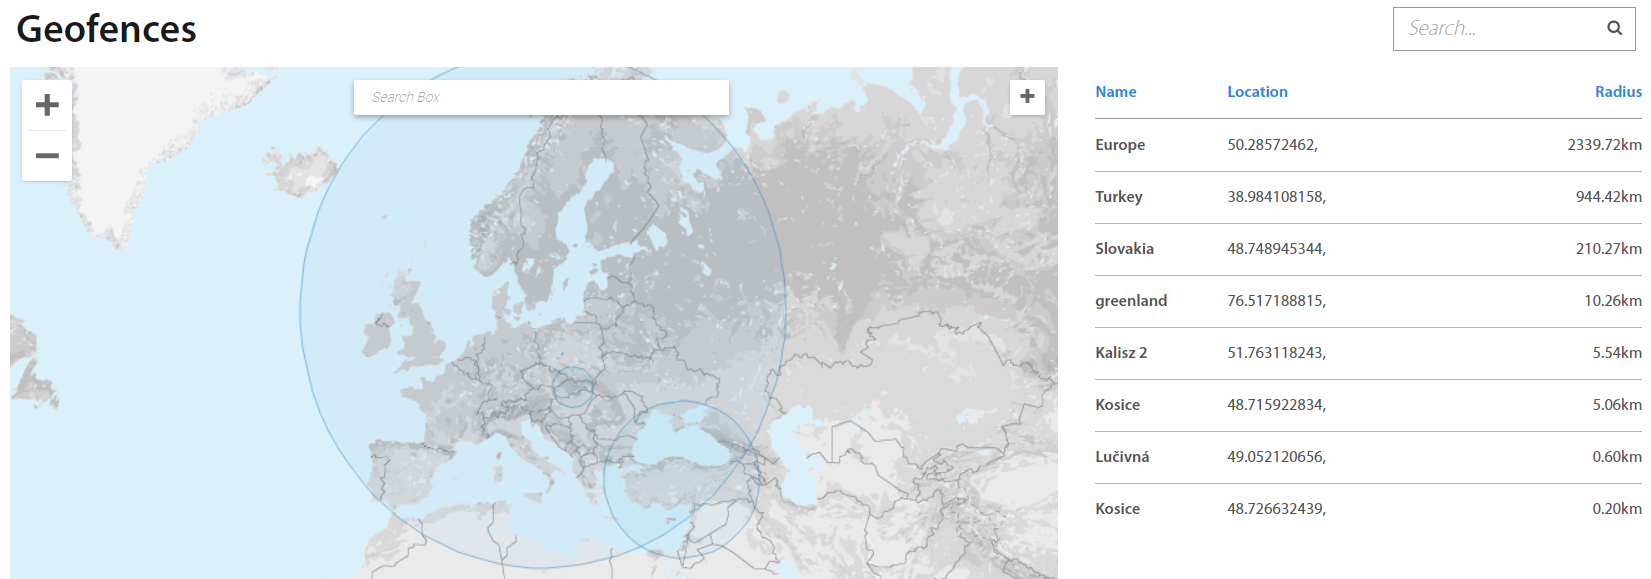 Geofences
Search...
Search Box
Name Location Radius
Europe 50.28572462, 2339.72km
Turkey 38.984108158, 944.42km
Slovakia 48.748945344, 210.27km
greenland 76.517188815, 10.26km
Kalisz 2 51.763118243, 5.54km
Kosice 48.715922834, 5.06km
Lučivná 49.052120656, 0.60km
Kosice 48.726632439, 0.20km